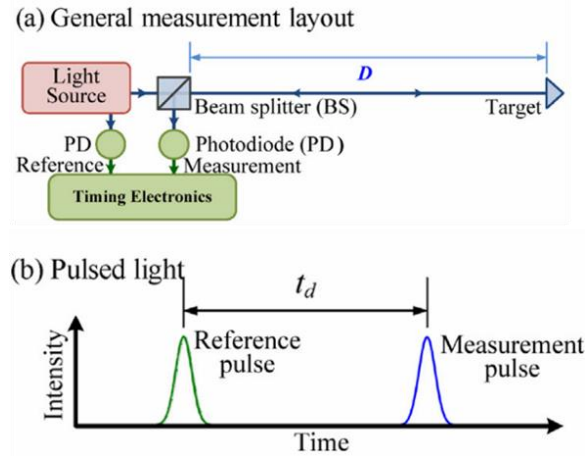 (a) General measurement layout
D
Light
Source
Beam splitter (BS)
Target
PD
Photodiode (PD)
Reference
Measurement
Timing Electronics
(b) Pulsed light
t_d
Intensity
Reference
pulse
Measurement
pulse
Time